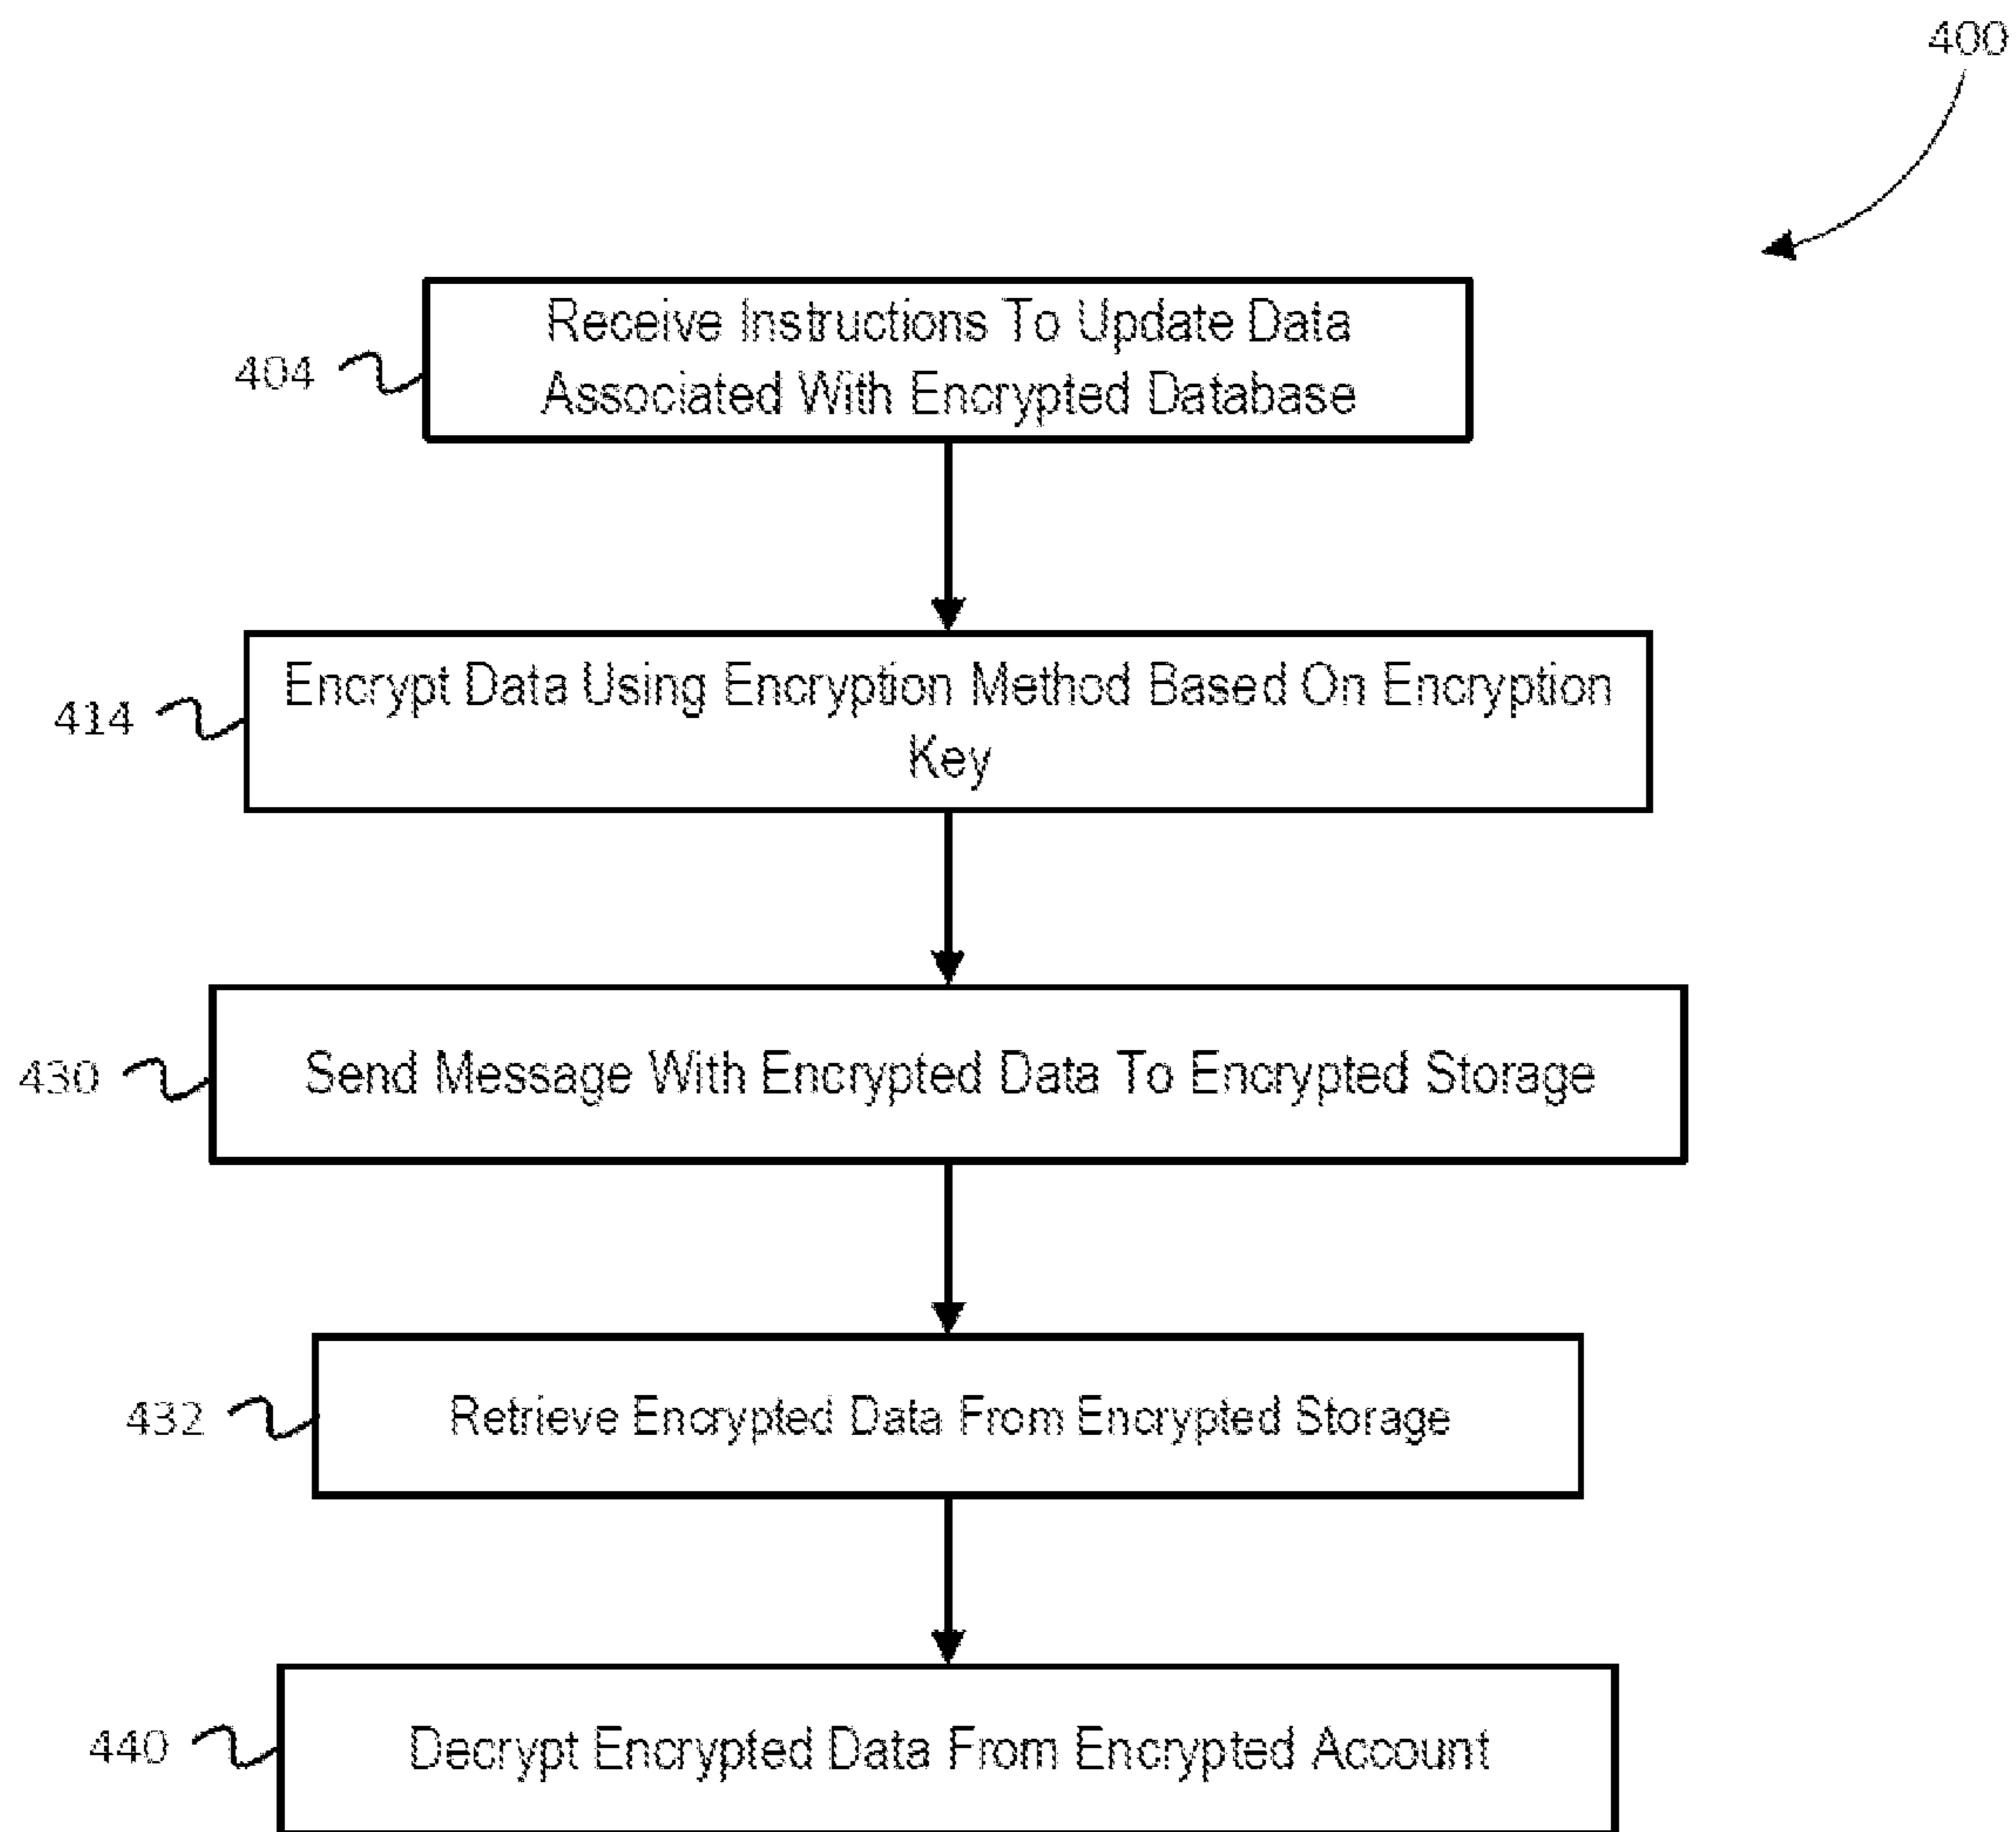 400
Receive Instructions To Update Data
Associated With Encrypted Database
404
Encrypt Data Using Encryption Method Based On Encryption
Key
414
Send Message With Encrypted Data To Encrypted Storage
430
Retrieve Encrypted Data From Encrypted Storage
432
Decrypt Encrypted Data From Encrypted Account
440